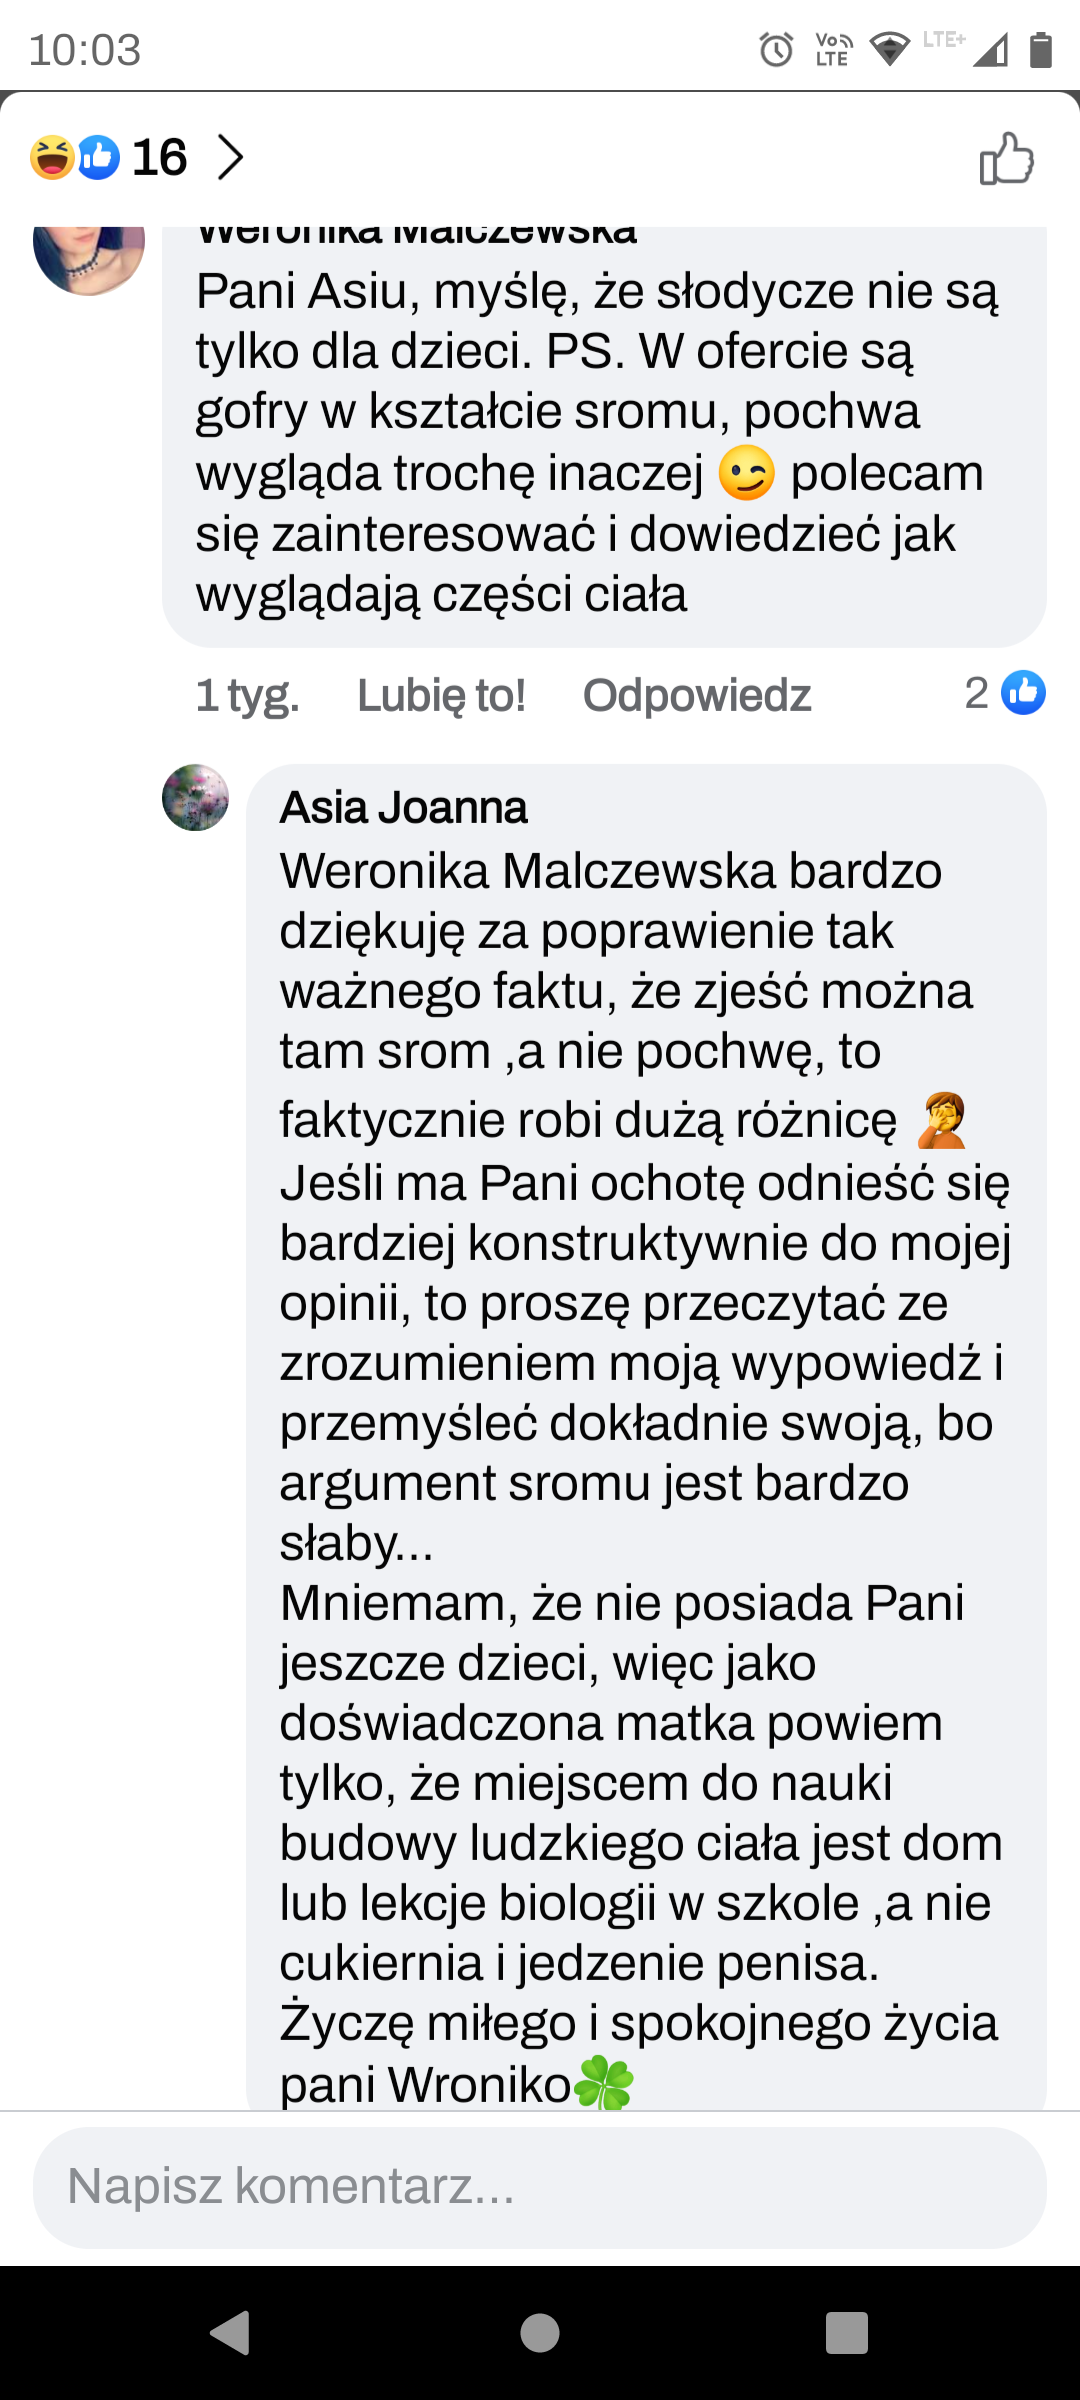 10:03
Vo LTE
LTE+
16
Weronika Malczewska
Pani Asiu, myślę, że słodycze nie są
tylko dla dzieci. PS. W ofercie są
gofry w kształcie sromu, pochwa
wygląda trochę inaczej 😉 polecam
się zainteresować i dowiedzieć jak
wyglądają części ciała
1 tyg. Lubię to! Odpowiedz 2
Asia Joanna
Weronika Malczewska bardzo
dziękuję za poprawienie tak
ważnego faktu, że zjeść można
tam srom ,a nie pochwę, to
faktycznie robi dużą różnicę 🤦
Jeśli ma Pani ochotę odnieść się
bardziej konstruktywnie do mojej
opinii, to proszę przeczytać ze
zrozumieniem moją wypowiedź i
przemyśleć dokładnie swoją, bo
argument sromu jest bardzo
słaby...
Mniemam, że nie posiada Pani
jeszcze dzieci, więc jako
doświadczona matka powiem
tylko, że miejscem do nauki
budowy ludzkiego ciała jest dom
lub lekcje biologii w szkole ,a nie
cukiernia i jedzenie penisa.
Życzę miłego i spokojnego życia
pani Wroniko🍀
Napisz komentarz...